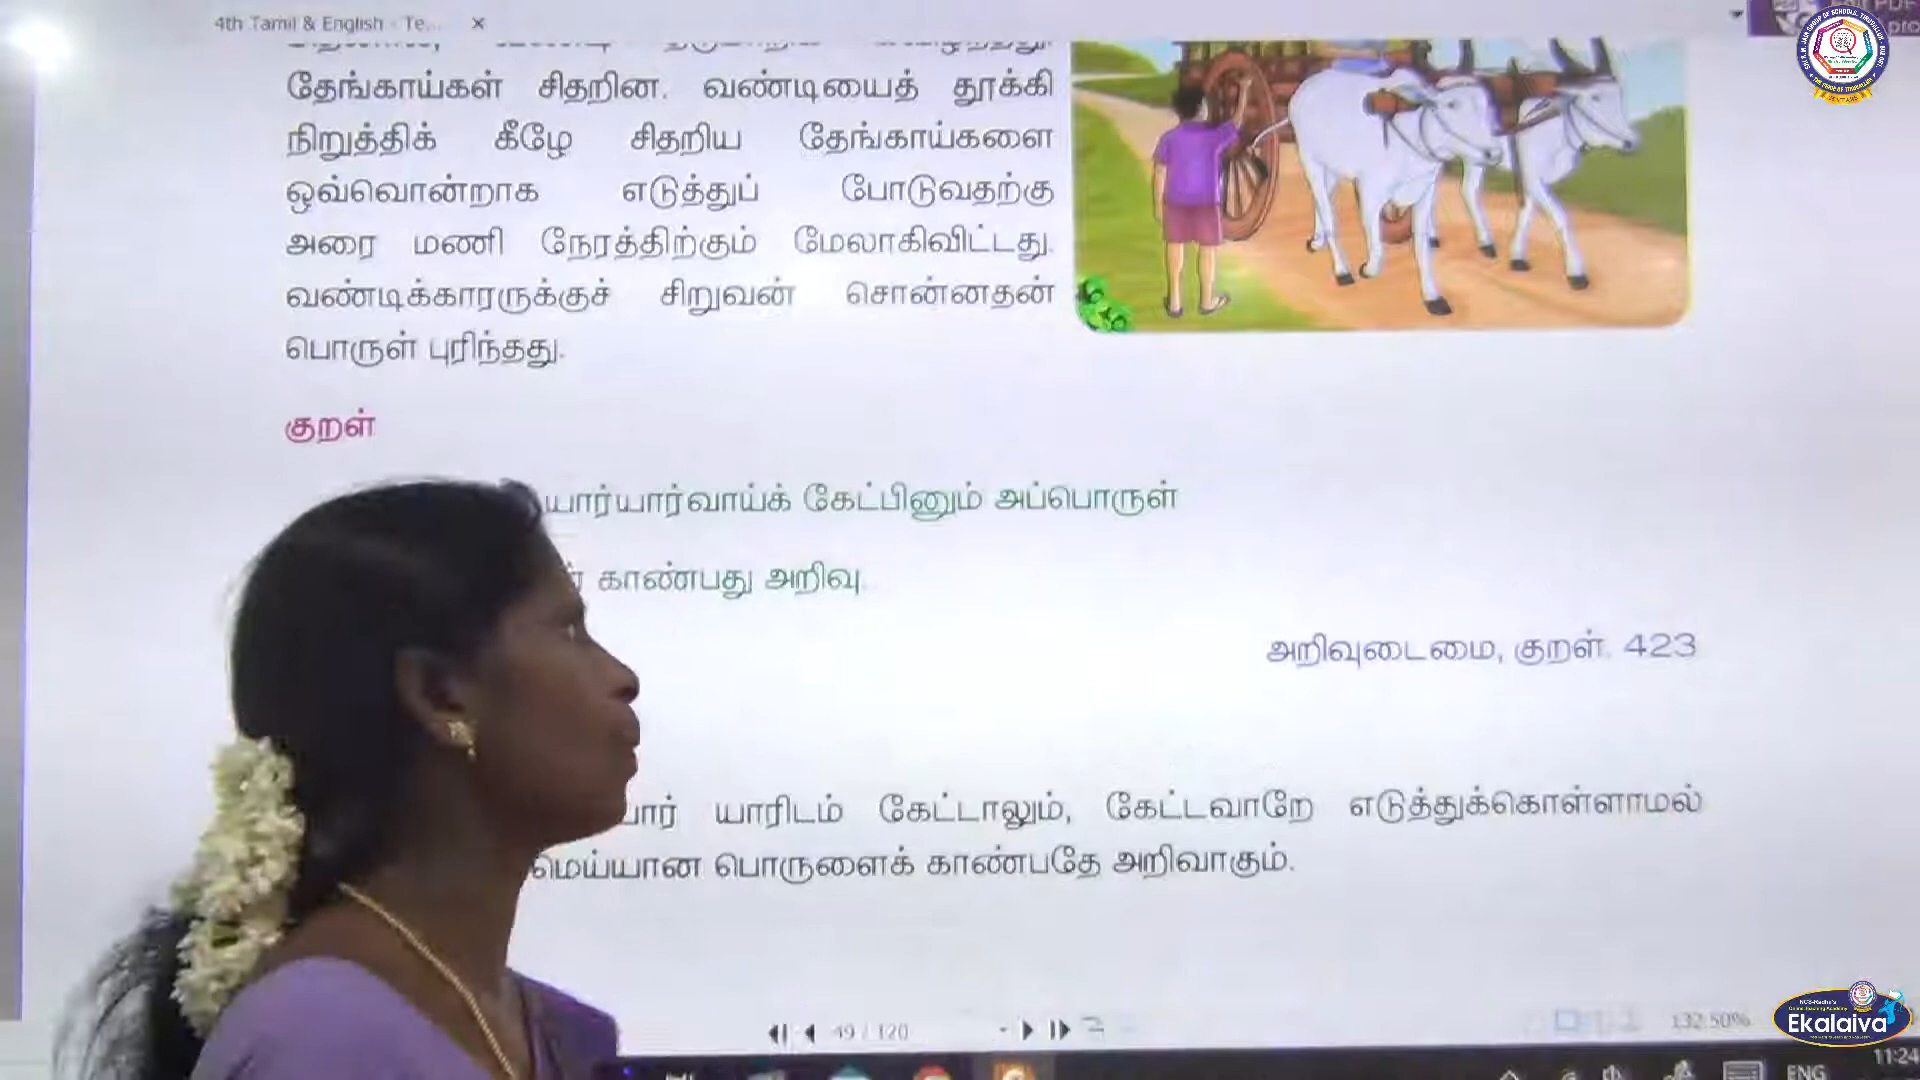 4th Tamil & English - Te...
தேங்காய்கள் சிதறின. வண்டியைத் தூக்கி
நிறுத்திக் கீழே சிதறிய தேங்காய்களை
ஒவ்வொன்றாக எடுத்துப் போடுவதற்கு
அரை மணி நேரத்திற்கும் மேலாகிவிட்டது.
வண்டிக்காரருக்குச் சிறுவன் சொன்னதன்
பொருள் புரிந்தது.
குறள்
யார்யார்வாய்க் கேட்பினும் அப்பொருள்
காண்பது அறிவு.
அறிவுடைமை, குறள். 423
யாரிடம் கேட்டாலும், கேட்டவாறே எடுத்துக்கொள்ளாமல்
மெய்யான பொருளைக் காண்பதே அறிவாகும்.
49 / 120
132.50%
Ekalaiva
11:24
ENG